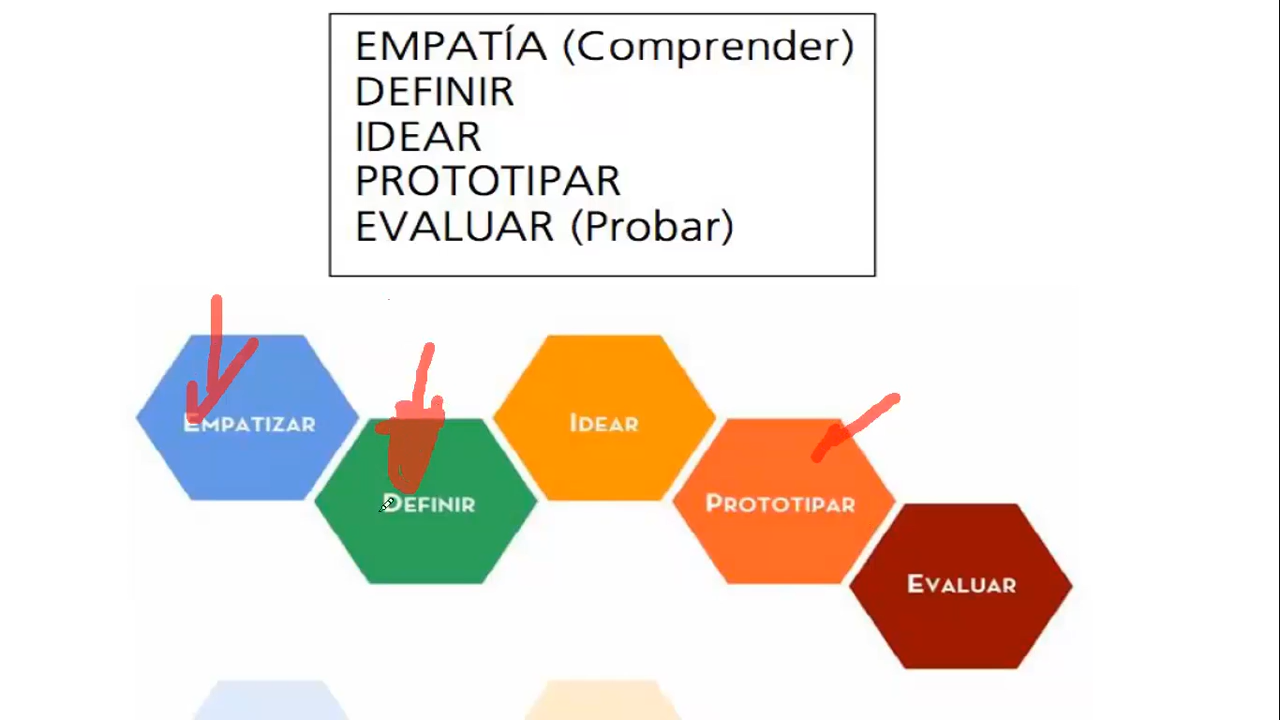 EMPATÍA (Comprender)
DEFINIR
IDEAR
PROTOTIPAR
EVALUAR (Probar)
EMPATIZAR
DEFINIR
IDEAR
PROTOTIPAR
EVALUAR